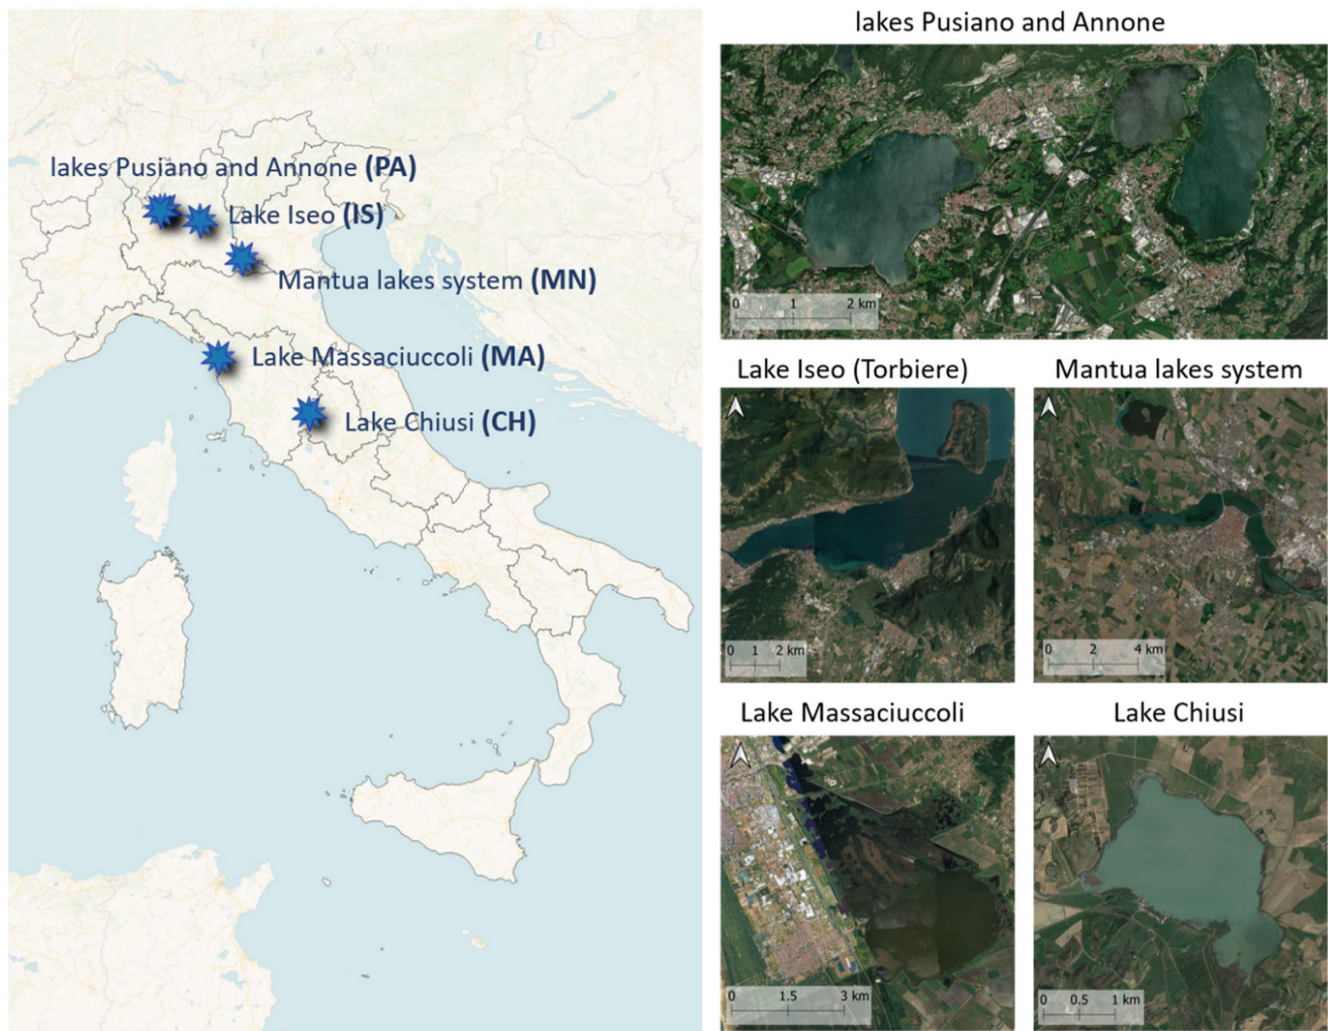 lakes Pusiano and Annone (PA)
Lake Iseo (IS)
Mantua lakes system (MN)
Lake Massaciuccoli (MA)
Lake Chiusi (CH)
lakes Pusiano and Annone
0 1 2 km
Lake Iseo (Torbiere)
0 1 2 km
Mantua lakes system
0 2 4 km
Lake Massaciuccoli
0 1.5 3 km
Lake Chiusi
0 0.5 1 km